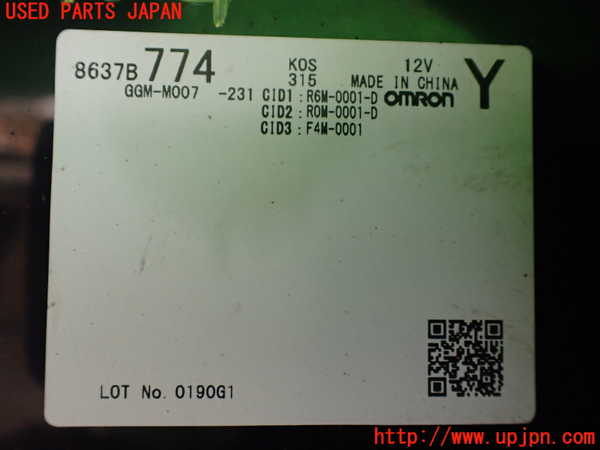 USED PARTS JAPAN
8637B 774 KOS 12V Y
315 MADE IN CHINA
GGM-M007 -231 CID1 : R6M-0001-D OMRON
CID2 : R0M-0001-D
CID3 : F4M-0001
LOT No. 0190G1
http://www.upjpn.com